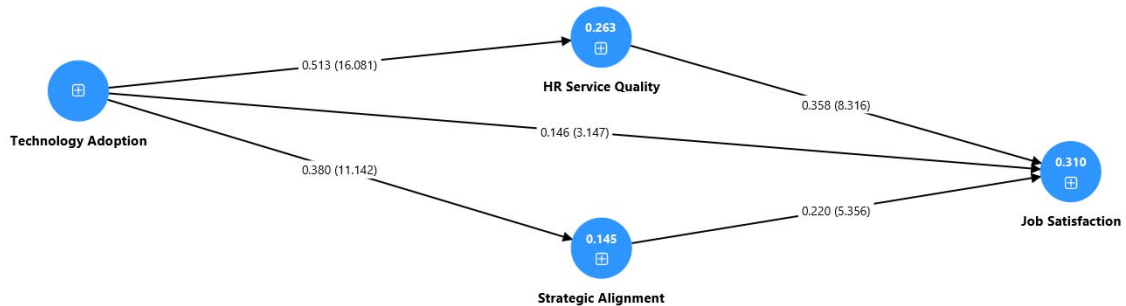 0.263
0.513 (16.081)
HR Service Quality
0.358 (8.316)
Technology Adoption
0.146 (3.147)
0.380 (11.142)
0.310
0.220 (5.356)
Job Satisfaction
0.145
Strategic Alignment